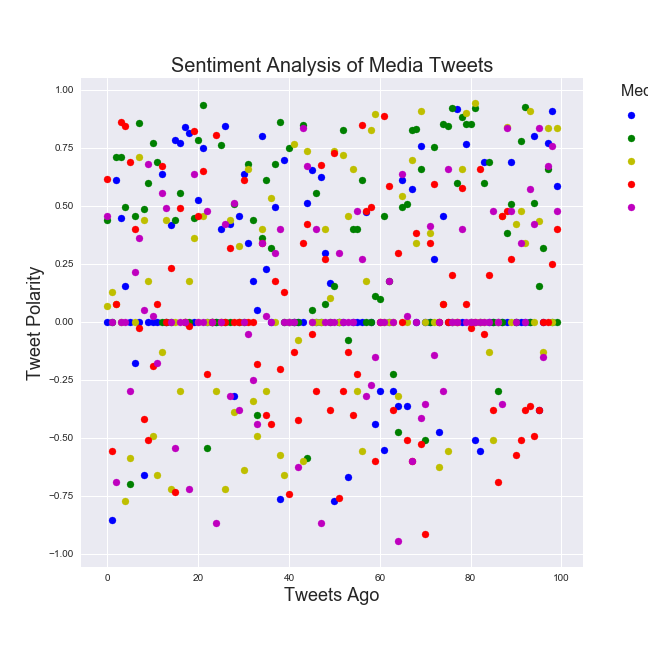 Sentiment Analysis of Media Tweets
Med
1.00
0.75
0.50
0.25
0.00
−0.25
−0.50
−0.75
−1.00
Tweet Polarity
0 20 40 60 80 100
Tweets Ago